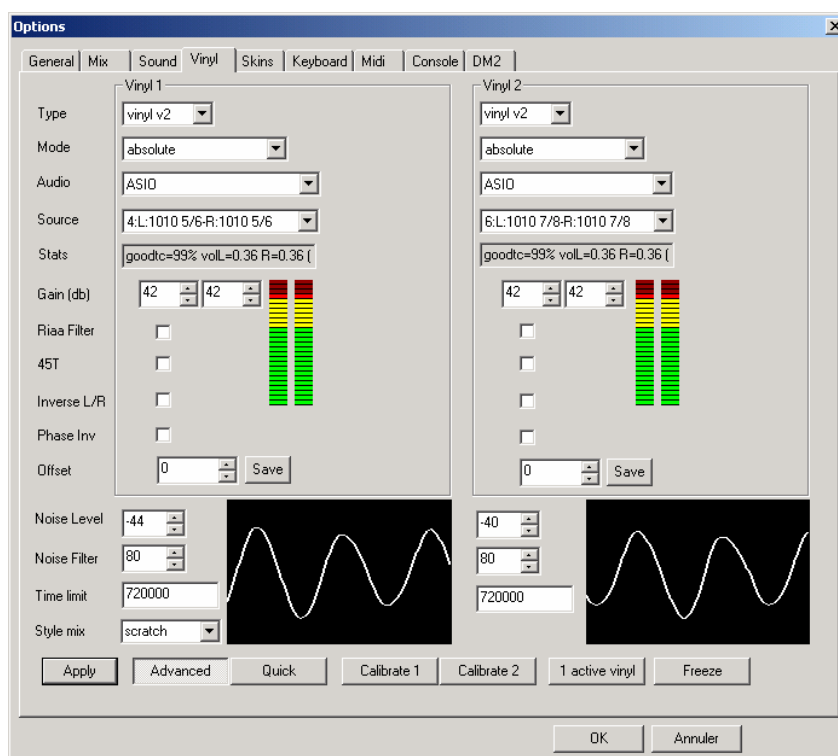 Options
General Mix Sound Vinyl Skins Keyboard Midi Console DM2
Vinyl 1 Vinyl 2
Type vinyl v2 vinyl v2
Mode absolute absolute
Audio ASIO ASIO
Source 4:L:1010 5/6-R:1010 5/6 6:L:1010 7/8-R:1010 7/8
Stats goodtc=99% volL=0.36 R=0.36 ( goodtc=99% volL=0.36 R=0.36 (
Gain (db) 42 42 42 42
Riaa Filter
45T
Inverse L/R
Phase Inv
Offset 0 Save 0 Save
Noise Level -44 -40
Noise Filter 80 80
Time limit 720000 720000
Style mix scratch
Apply Advanced Quick Calibrate 1 Calibrate 2 1 active vinyl Freeze
OK Annuler